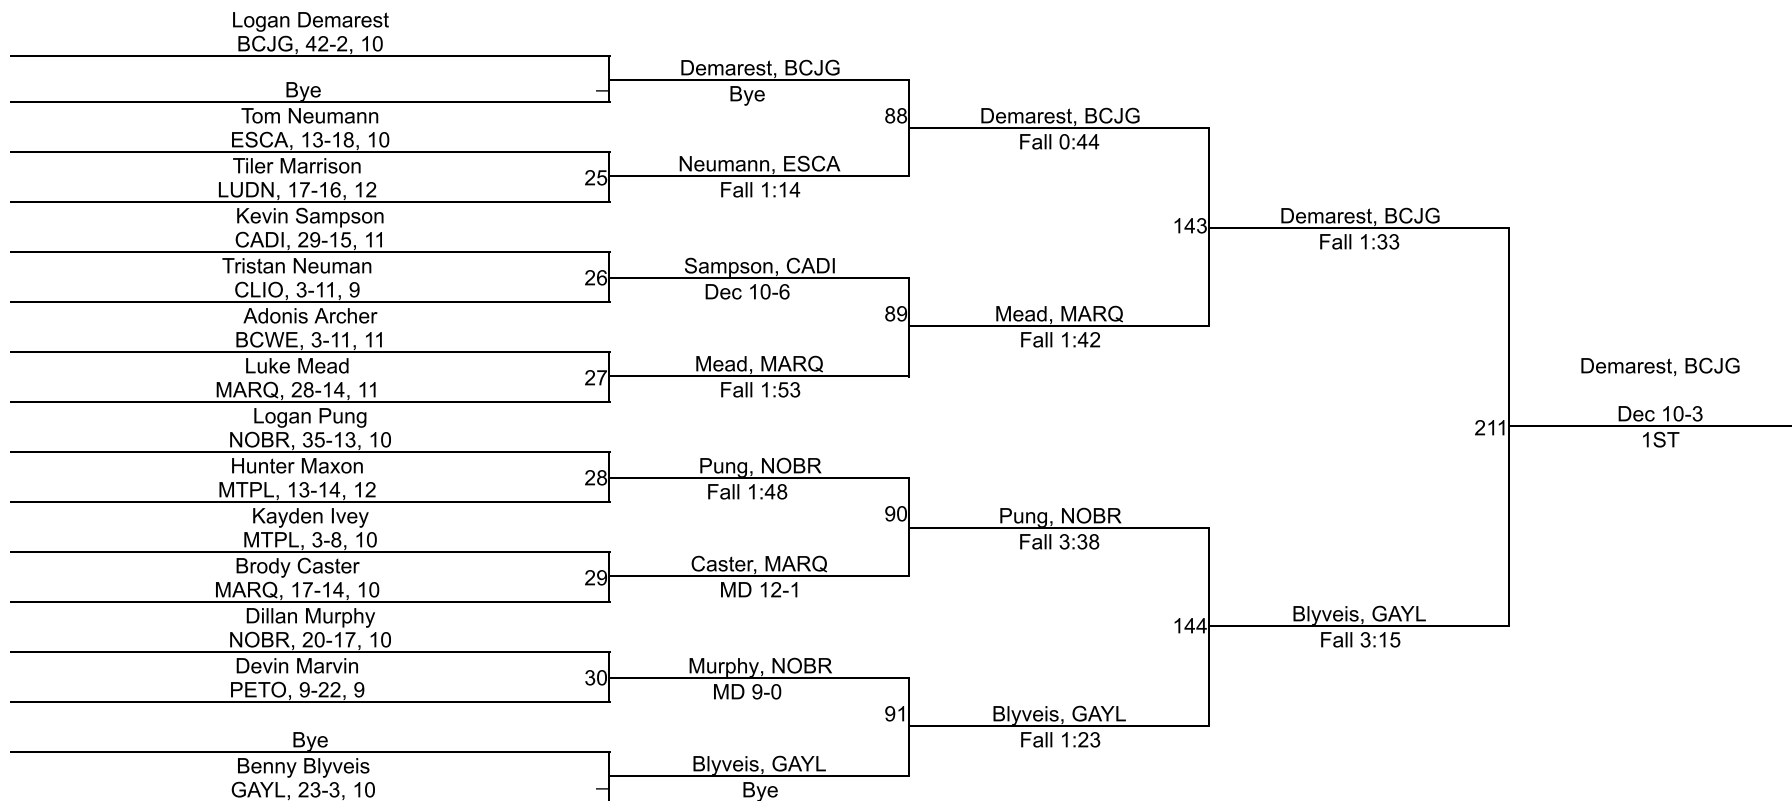 Logan Demarest
BCJG, 42-2, 10
Bye
Tom Neumann
ESCA, 13-18, 10
Tiler Marrison
LUDN, 17-16, 12
Kevin Sampson
CADI, 29-15, 11
Tristan Neuman
CLIO, 3-11, 9
Adonis Archer
BCWE, 3-11, 11
Luke Mead
MARQ, 28-14, 11
Logan Pung
NOBR, 35-13, 10
Hunter Maxon
MTPL, 13-14, 12
Kayden Ivey
MTPL, 3-8, 10
Brody Caster
MARQ, 17-14, 10
Dillan Murphy
NOBR, 20-17, 10
Devin Marvin
PETO, 9-22, 9
Bye
Benny Blyveis
GAYL, 23-3, 10
25
26
27
28
29
30
Demarest, BCJG
Bye
Neumann, ESCA
Fall 1:14
Sampson, CADI
Dec 10-6
Mead, MARQ
Fall 1:53
Pung, NOBR
Fall 1:48
Caster, MARQ
MD 12-1
Murphy, NOBR
MD 9-0
Blyveis, GAYL
Bye
88
89
90
91
Demarest, BCJG
Fall 0:44
Mead, MARQ
Fall 1:42
Pung, NOBR
Fall 3:38
Blyveis, GAYL
Fall 1:23
143
144
Demarest, BCJG
Fall 1:33
Blyveis, GAYL
Fall 3:15
211
Demarest, BCJG
Dec 10-3
1ST